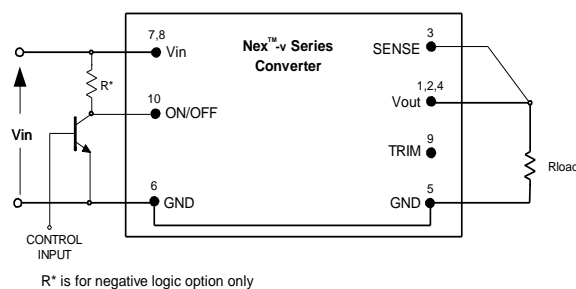 Nex™-v Series
Converter
7,8
Vin
R*
10
ON/OFF
Vin
6
GND
CONTROL
INPUT
3
SENSE
1,2,4
Vout
9
TRIM
5
GND
Rload
R* is for negative logic option only